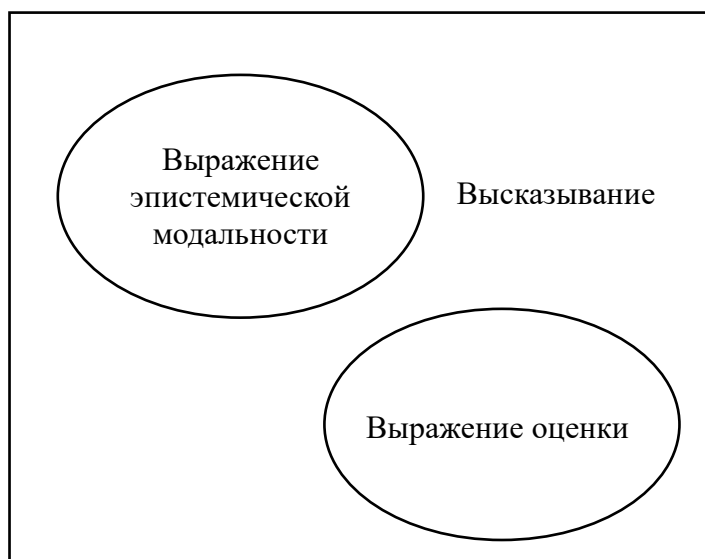 Выражение
эпистемической
модальности
Высказывание
Выражение оценки